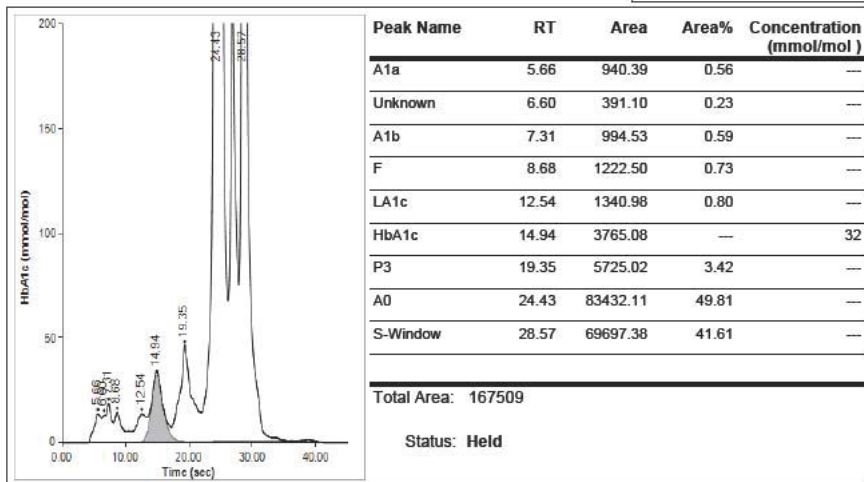 200
150
100
50
0
HbA1c (mmol/mol)
5.66
7.31
8.68
12.54
14.94
19.35
24.43
28.57
0.00 10.00 20.00 30.00 40.00
Time (sec)
Peak Name RT Area Area% Concentration
(mmol/mol )
A1a 5.66 940.39 0.56 ---
Unknown 6.60 391.10 0.23 ---
A1b 7.31 994.53 0.59 ---
F 8.68 1222.50 0.73 ---
LA1c 12.54 1340.98 0.80 ---
HbA1c 14.94 3765.08 --- 32
P3 19.35 5725.02 3.42 ---
A0 24.43 83432.11 49.81 ---
S-Window 28.57 69697.38 41.61 ---
Total Area: 167509
Status: Held